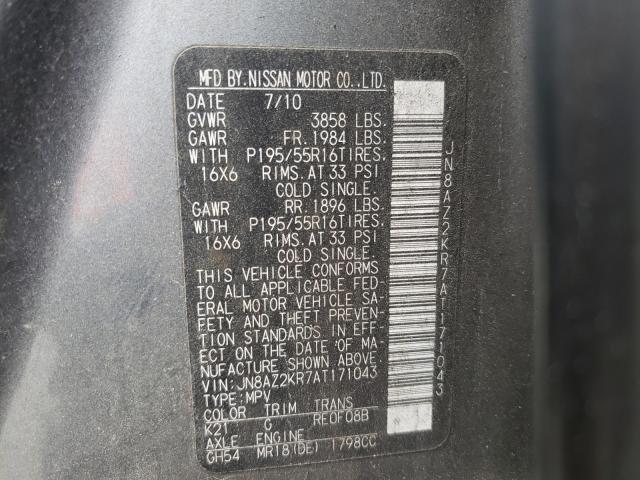 MFD BY.NISSAN MOTOR CO.,LTD.
DATE 7/10
GVWR 3858 LBS.
GAWR FR. 1984 LBS.
WITH P195/55R16TIRES.
16X6 RIMS.AT 33 PSI
COLD SINGLE.
GAWR RR. 1896 LBS.
WITH P195/55R16TIRES.
16X6 RIMS.AT 33 PSI
COLD SINGLE.
THIS VEHICLE CONFORMS
TO ALL APPLICABLE FED-
ERAL MOTOR VEHICLE SA-
FETY AND THEFT PREVEN-
TION STANDARDS IN EFF-
ECT ON THE DATE OF MA-
NUFACTURE SHOWN ABOVE.
VIN:JN8AZ2KR7AT171043
TYPE:MPV
COLOR TRIM TRANS
K21 G RE0F08B
AXLE ENGINE
GH54 MR18(DE) 1798CC
JN8AZ2KR7AT171043